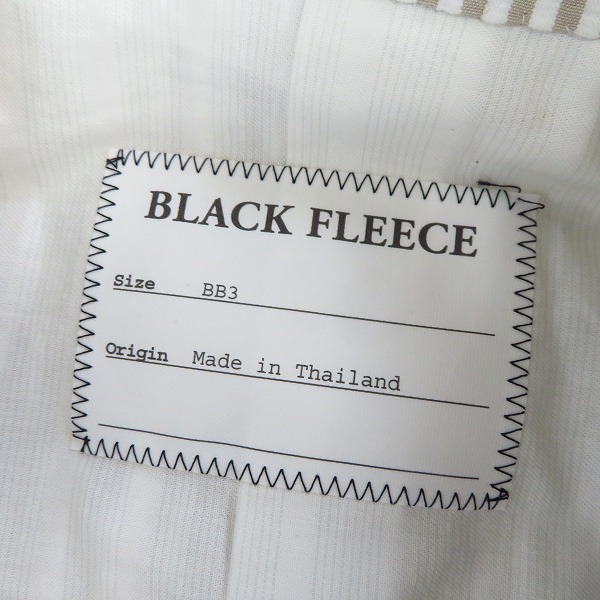 BLACK FLEECE
Size BB3
Origin Made in Thailand